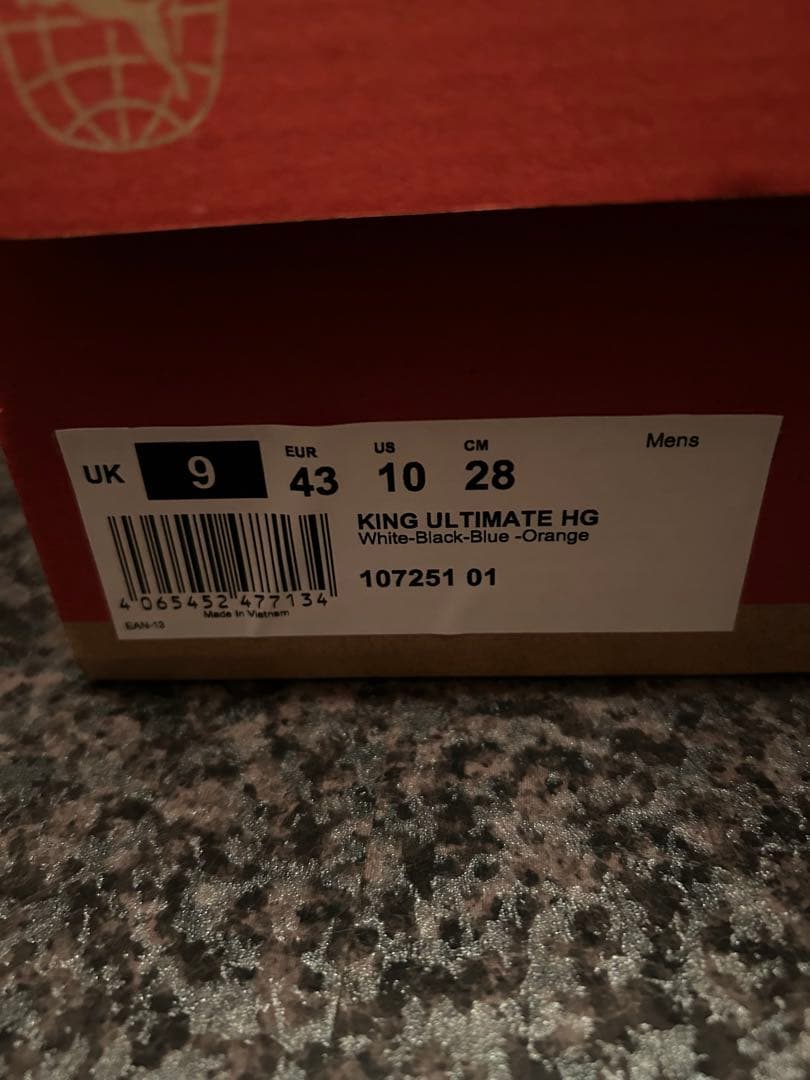 UK 9 EUR 43 US 10 CM 28 Mens
KING ULTIMATE HG
White-Black-Blue -Orange
107251 01
4 065452 477134
Made in Vietnam
EAN-13